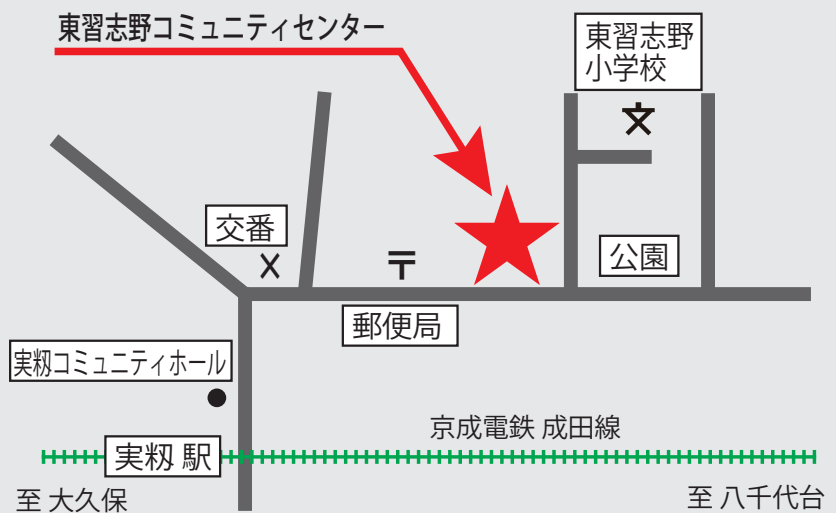 東習志野コミュニティセンター
東習志野
小学校
交番
公園
郵便局
実籾コミュニティホール
京成電鉄 成田線
実籾 駅
至 大久保
至 八千代台